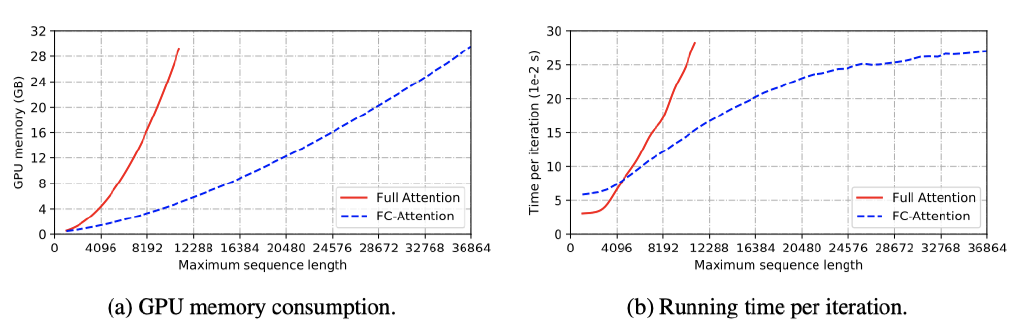 32
28
24
20
16
12
8
4
0
GPU memory (GB)
Full Attention
FC-Attention
0 4096 8192 12288 16384 20480 24576 28672 32768 36864
Maximum sequence length
(a) GPU memory consumption.
30
25
20
15
10
5
0
Time per iteration (1e-2 s)
Full Attention
FC-Attention
0 4096 8192 12288 16384 20480 24576 28672 32768 36864
Maximum sequence length
(b) Running time per iteration.